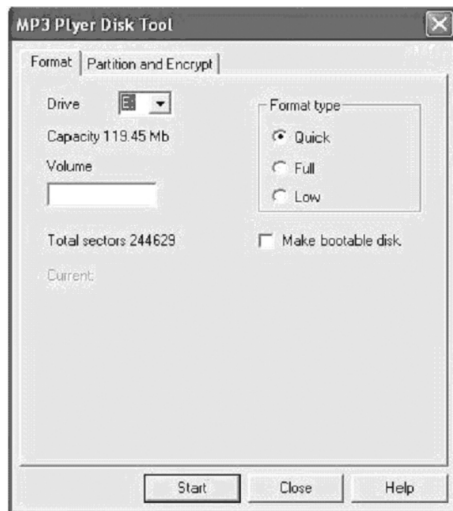 MP3 Plyer Disk Tool
Format
Partition and Encrypt
Drive
Format type
Capacity 119.45 Mb
Quick
Volume
Full
Low
Total sectors 244629
Make bootable disk.
Current:
Start
Close
Help